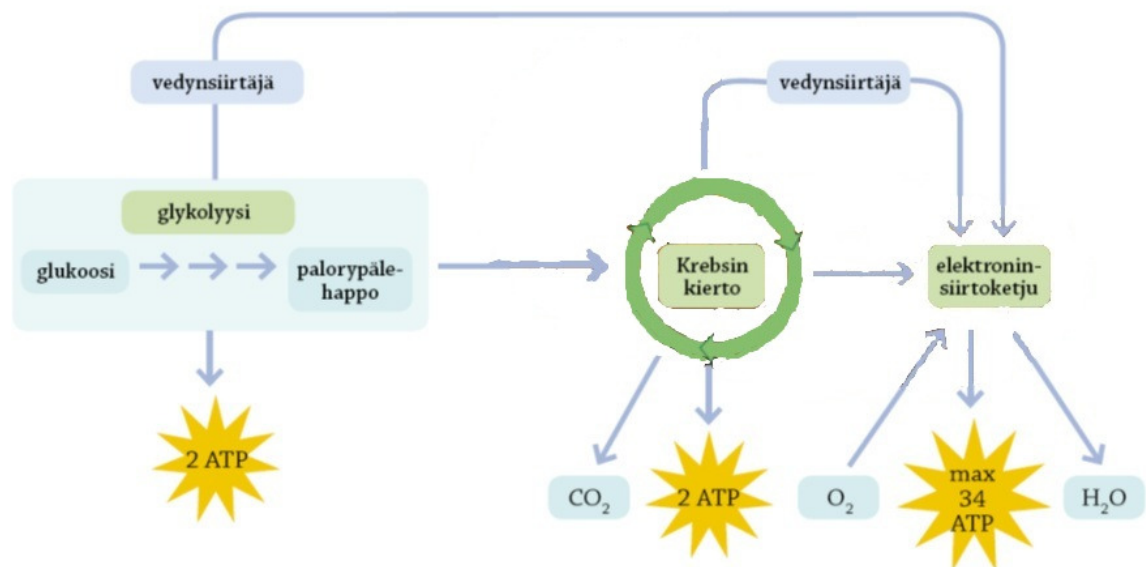 vedynsiirtäjä
vedynsiirtäjä
glykolyysi
glukoosi
palorypäle-
happo
Krebsin
kierto
elektronin-
siirtoketju
2 ATP
CO₂
2 ATP
O₂
max
34
ATP
H₂O